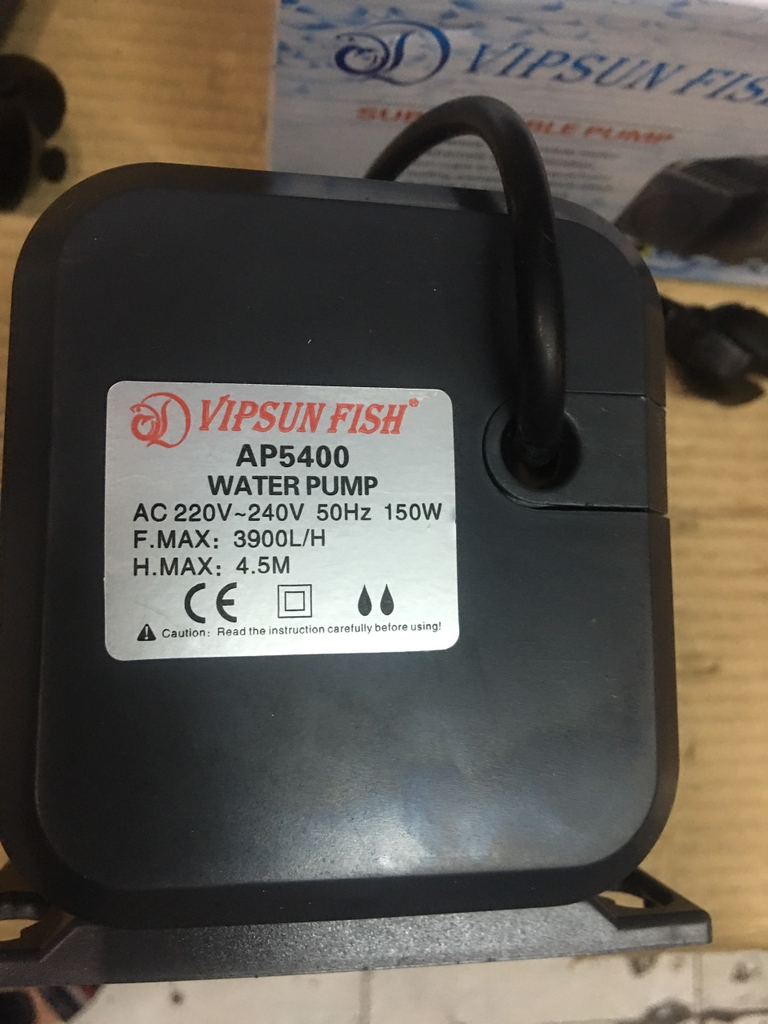 VIPSUN FISH
PUMP
VIPSUN FISH®
AP5400
WATER PUMP
AC 220V~240V 50Hz 150W
F.MAX: 3900L/H
H.MAX: 4.5M
CE
Caution: Read the instruction carefully before using!